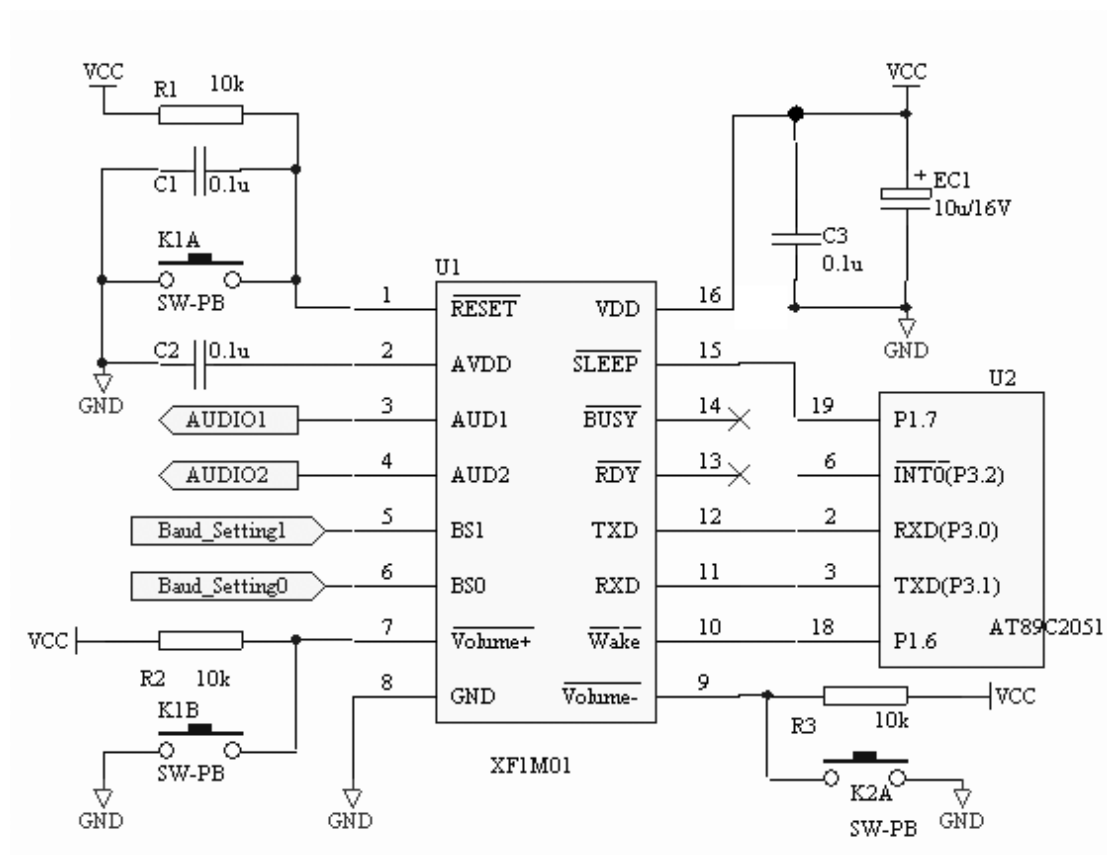 VCC
R1
10k
C1
0.1u
K1A
SW-PB
C2
0.1u
GND
AUDIO1
AUDIO2
Baud_Setting1
Baud_Setting0
VCC
R2
10k
K1B
SW-PB
GND
GND
U1
1
RESET
2
AVDD
3
AUD1
4
AUD2
5
BS1
6
BS0
7
Volume+
8
GND
VDD
16
SLEEP
15
BUSY
14
RDY
13
TXD
12
RXD
11
Wake
10
Volume-
9
XF1M01
VCC
+
EC1
10u/16V
C3
0.1u
GND
U2
19
P1.7
6
INT0(P3.2)
2
RXD(P3.0)
3
TXD(P3.1)
18
P1.6
AT89C2051
VCC
R3
10k
K2A
SW-PB
GND